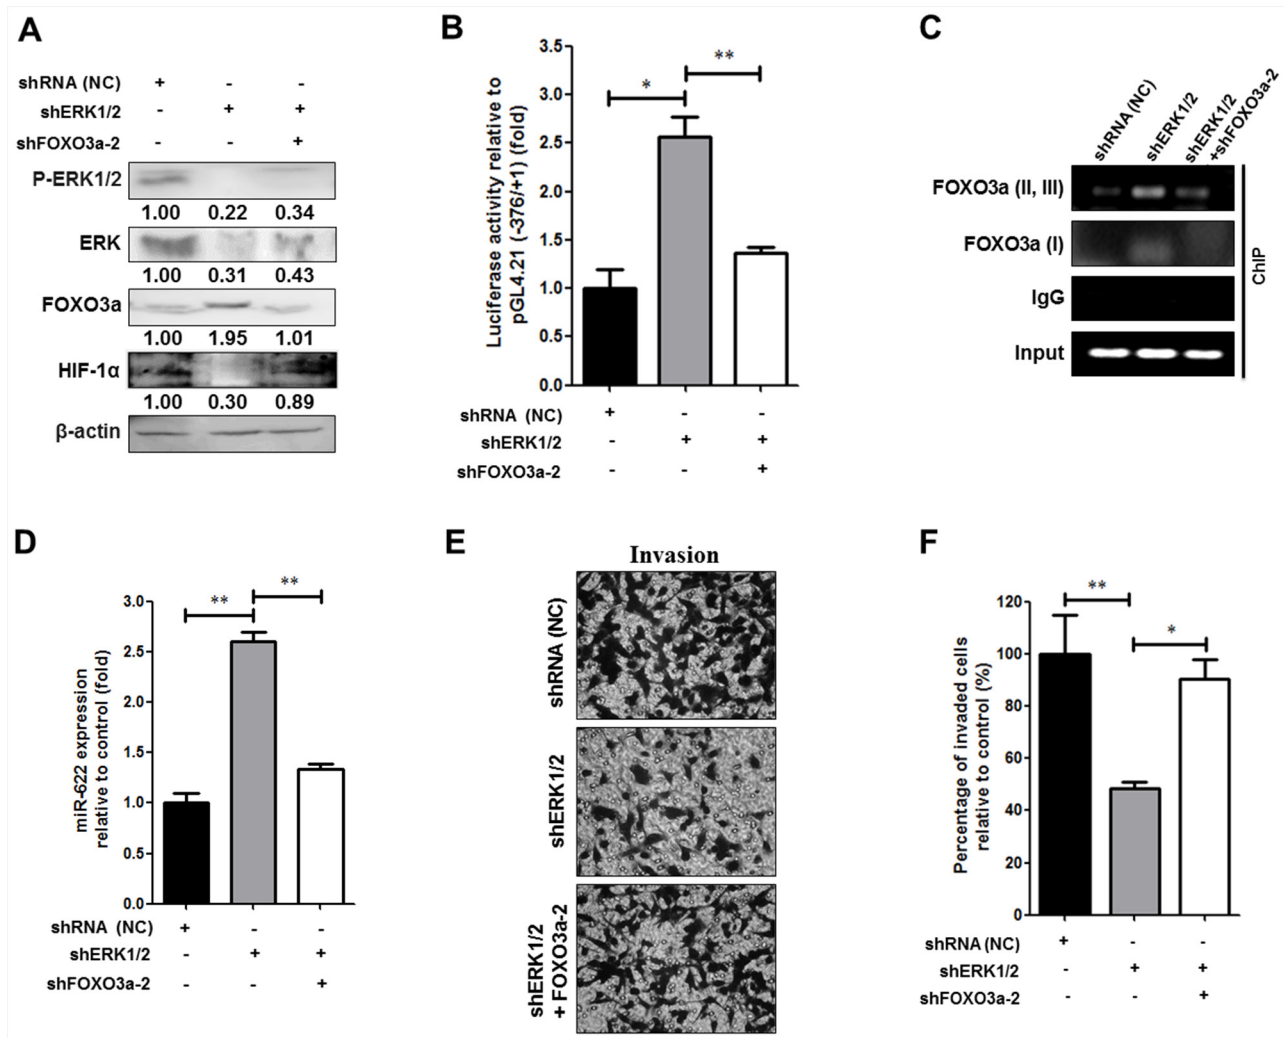 A
shRNA (NC) + - -
shERK1/2 - + +
shFOXO3a-2 - - +
P-ERK1/2
1.00 0.22 0.34
ERK
1.00 0.31 0.43
FOXO3a
1.00 1.95 1.01
HIF-1α
1.00 0.30 0.89
β-actin
B
Luciferase activity relative to
pGL4.21 (-376/+1) (fold)
3.5
3.0
2.5
2.0
1.5
1.0
0.5
0.0
*
**
shRNA (NC) + - -
shERK1/2 - + +
shFOXO3a-2 - - +
C
shRNA (NC)
shERK1/2
shERK1/2
+shFOXO3a-2
FOXO3a (II, III)
FOXO3a (I)
IgG
Input
ChIP
D
miR-622 expression
relative to control (fold)
3.0
2.5
2.0
1.5
1.0
0.5
0.0
**
**
shRNA (NC) + - -
shERK1/2 - + +
shFOXO3a-2 - - +
E
Invasion
shRNA (NC)
shERK1/2
shERK1/2
+ FOXO3a-2
F
Percentage of invaded cells
relative to control (%)
120
100
80
60
40
20
0
**
*
shRNA (NC) + - -
shERK1/2 - + +
shFOXO3a-2 - - +